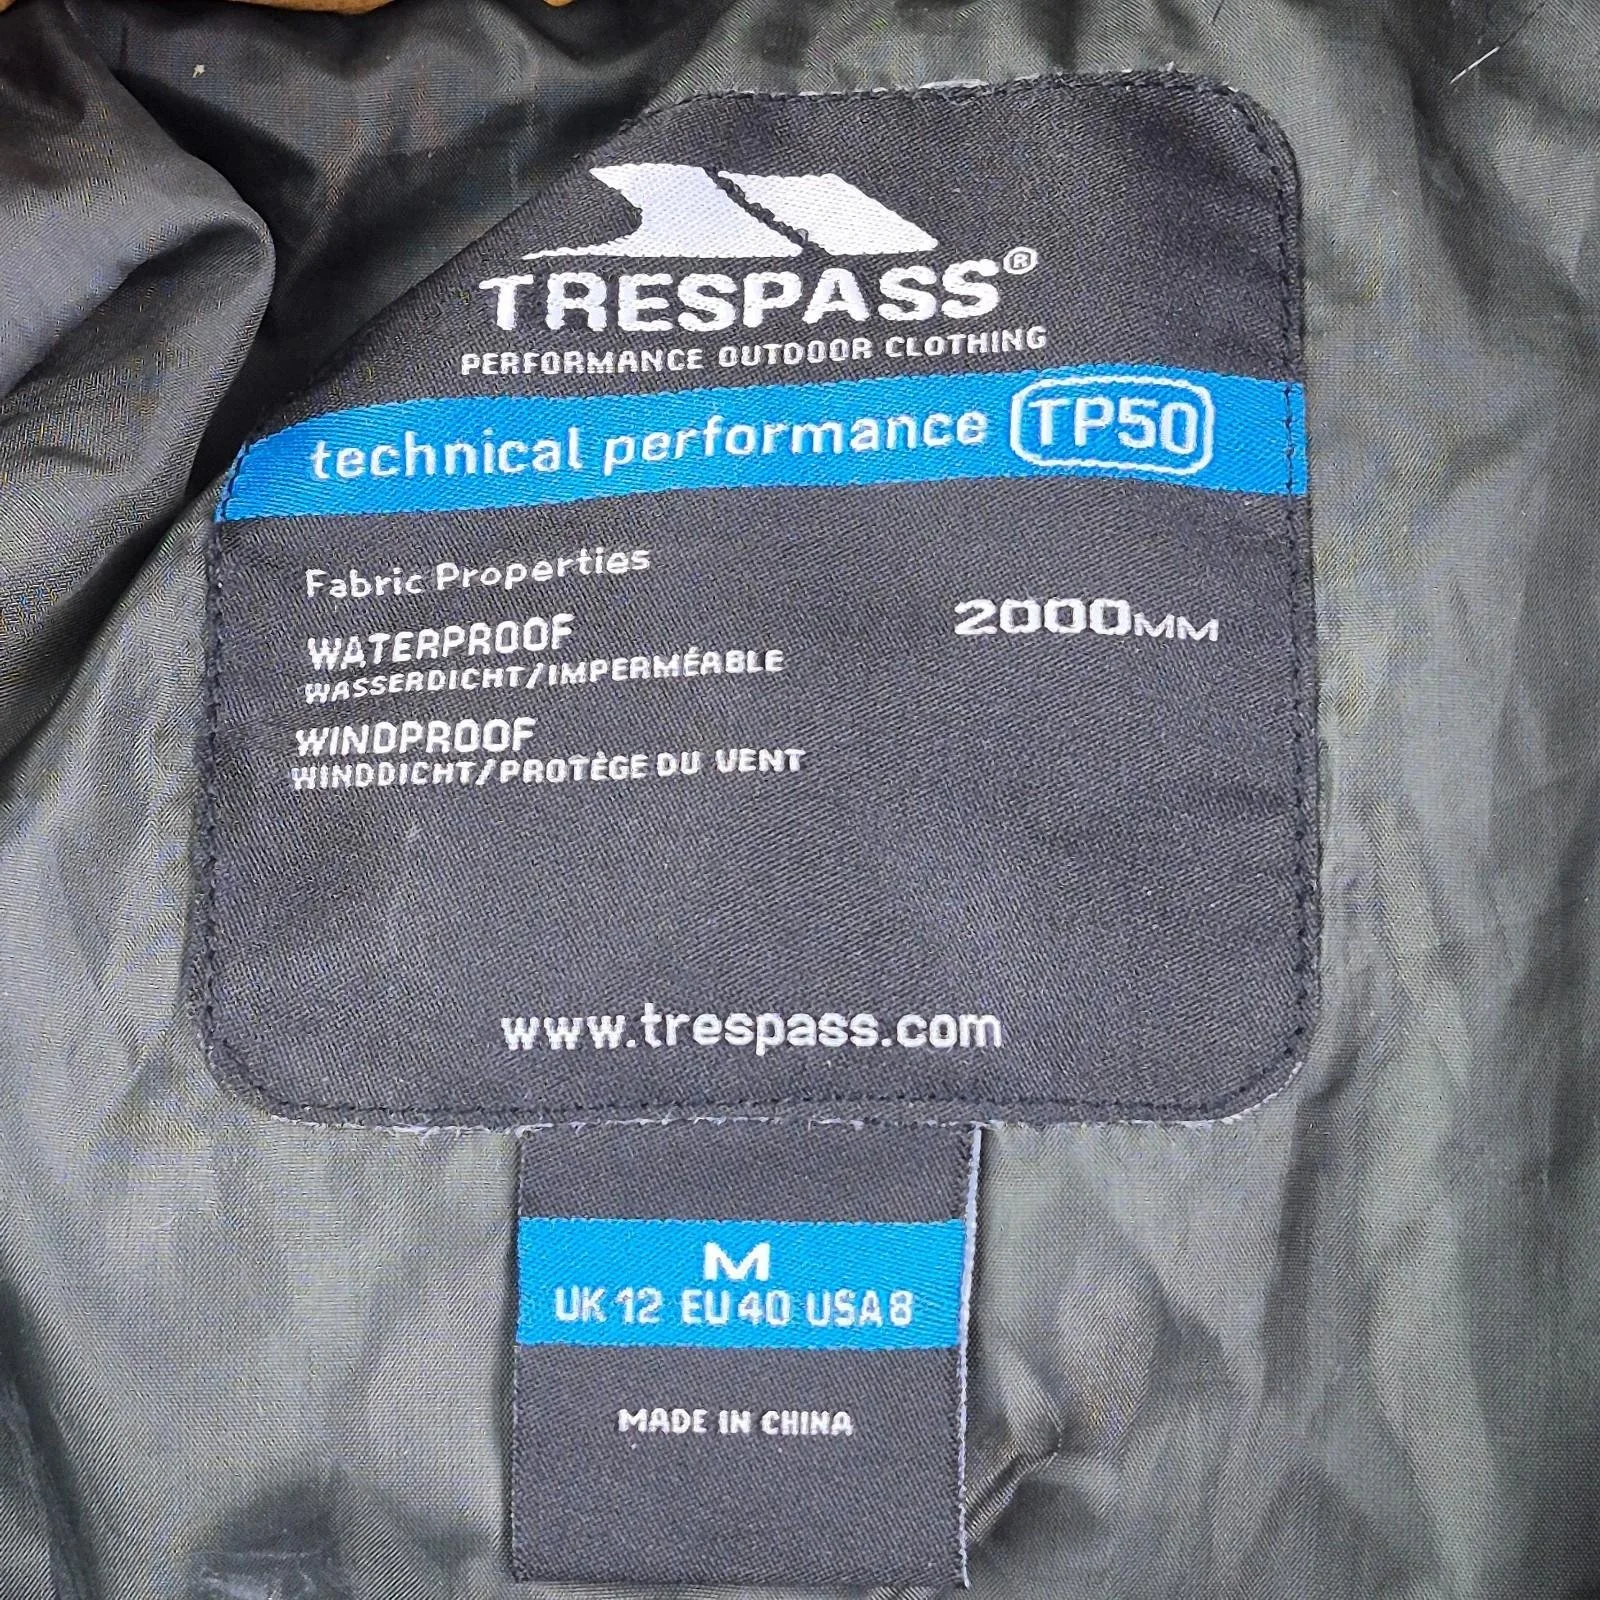 TRESPASS®
PERFORMANCE OUTDOOR CLOTHING
technical performance TP50
Fabric Properties
WATERPROOF 2000MM
WASSERDICHT/IMPERMÉABLE
WINDPROOF
WINDDICHT/PROTÈGE DU VENT
www.trespass.com
M
UK 12 EU 40 USA 8
MADE IN CHINA